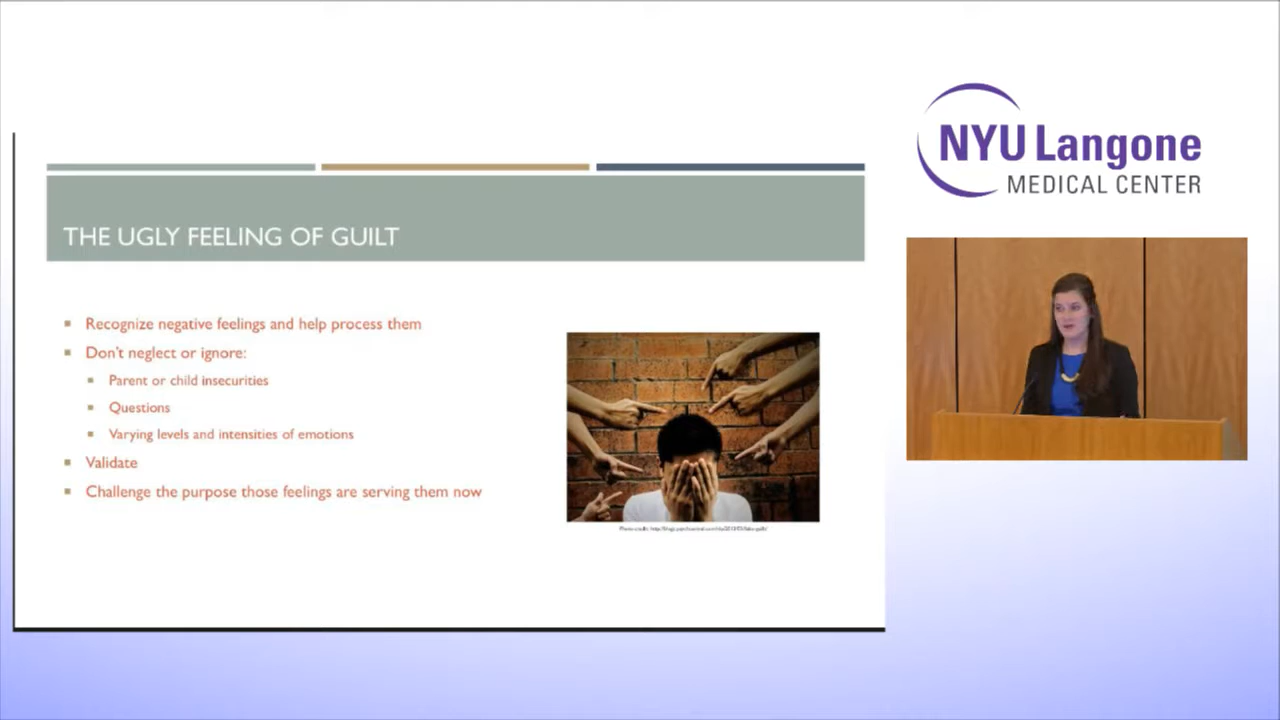 NYU Langone
MEDICAL CENTER
THE UGLY FEELING OF GUILT
Recognize negative feelings and help process them
Don't neglect or ignore:
Parent or child insecurities
Questions
Varying levels and intensities of emotions
Validate
Challenge the purpose those feelings are serving them now